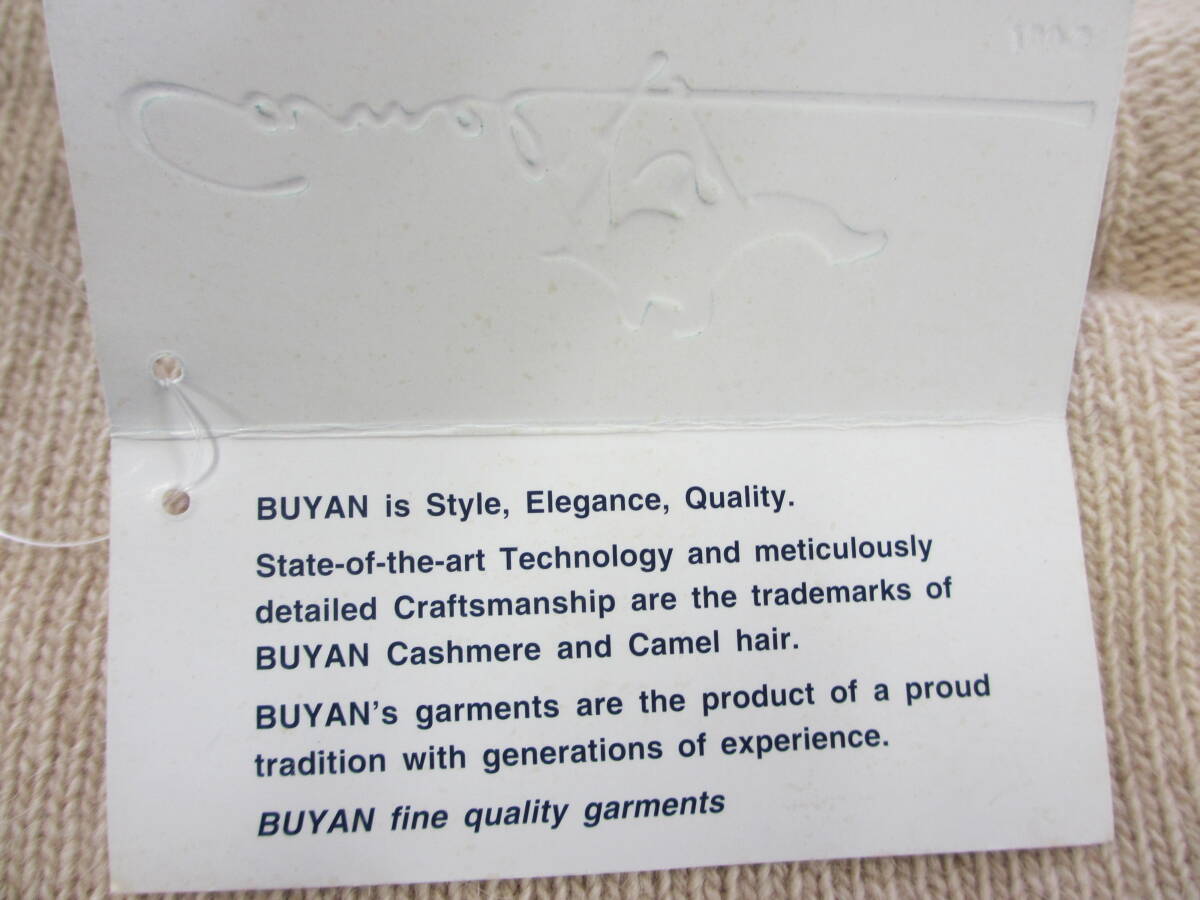 BUYAN is Style, Elegance, Quality.
State-of-the-art Technology and meticulously
detailed Craftsmanship are the trademarks of
BUYAN Cashmere and Camel hair.
BUYAN's garments are the product of a proud
tradition with generations of experience.
BUYAN fine quality garments